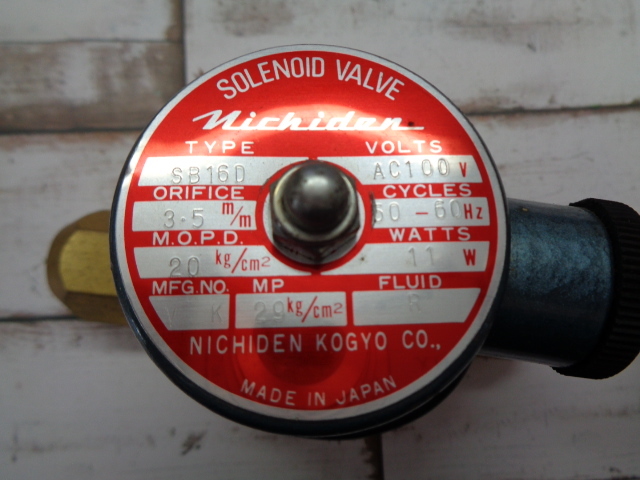 SOLENOID VALVE
Nichiden
TYPE VOLTS
SB16D AC100 V
ORIFICE CYCLES
3.5 m/m 50-60 Hz
M.O.P.D. WATTS
20 kg/cm2 11 W
MFG.NO. MP FLUID
K 29 kg/cm2
NICHIDEN KOGYO CO.,
MADE IN JAPAN